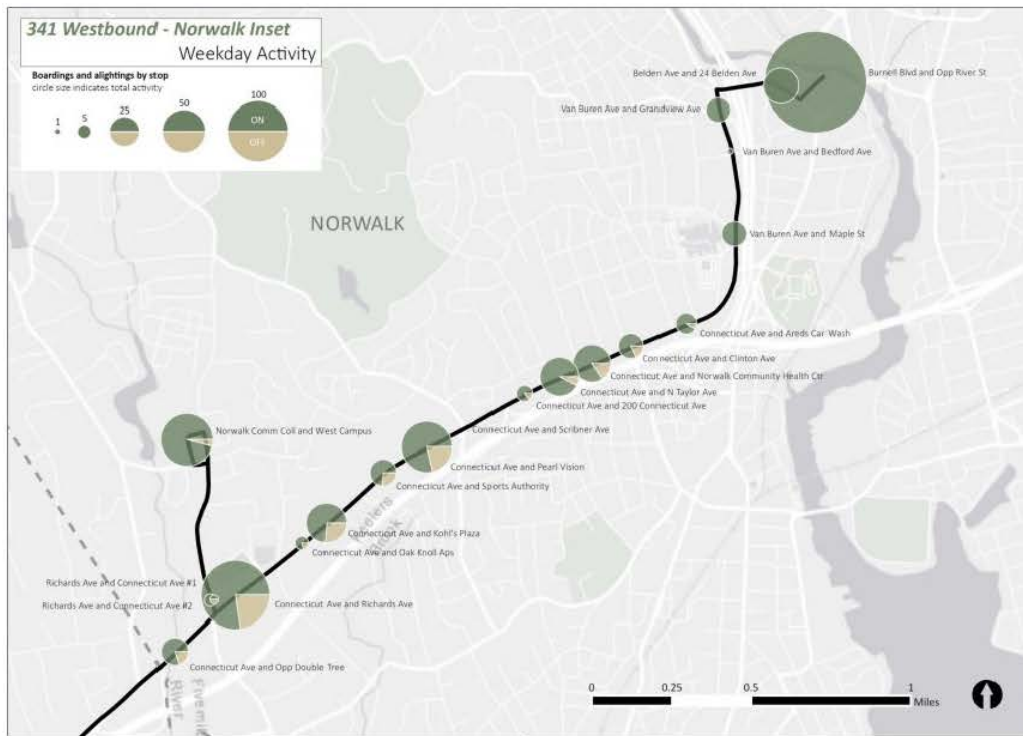 341 Westbound - Norwalk Inset
Weekday Activity
Boardings and alightings by stop
circle size indicates total activity
1
5
25
50
100
ON
OFF
Belden Ave and 24 Belden Ave
Burnell Blvd and Opp River St
Van Buren Ave and Grandview Ave
Van Buren Ave and Bedford Ave
NORWALK
Van Buren Ave and Maple St
Connecticut Ave and Areds Car Wash
Connecticut Ave and Clinton Ave
Connecticut Ave and Norwalk Community Health Ctr
Connecticut Ave and N Taylor Ave
Connecticut Ave and 200 Connecticut Ave
Norwalk Comm Coll and West Campus
Connecticut Ave and Scribner Ave
Connecticut Ave and Pearl Vision
Connecticut Ave and Sports Authority
Keelers
Brook
Connecticut Ave and Kohl's Plaza
Connecticut Ave and Oak Knoll Aps
Richards Ave and Connecticut Ave #1
Richards Ave and Connecticut Ave #2
Connecticut Ave and Richards Ave
Connecticut Ave and Opp Double Tree
Fivemil
River
0
0.25
0.5
1
Miles